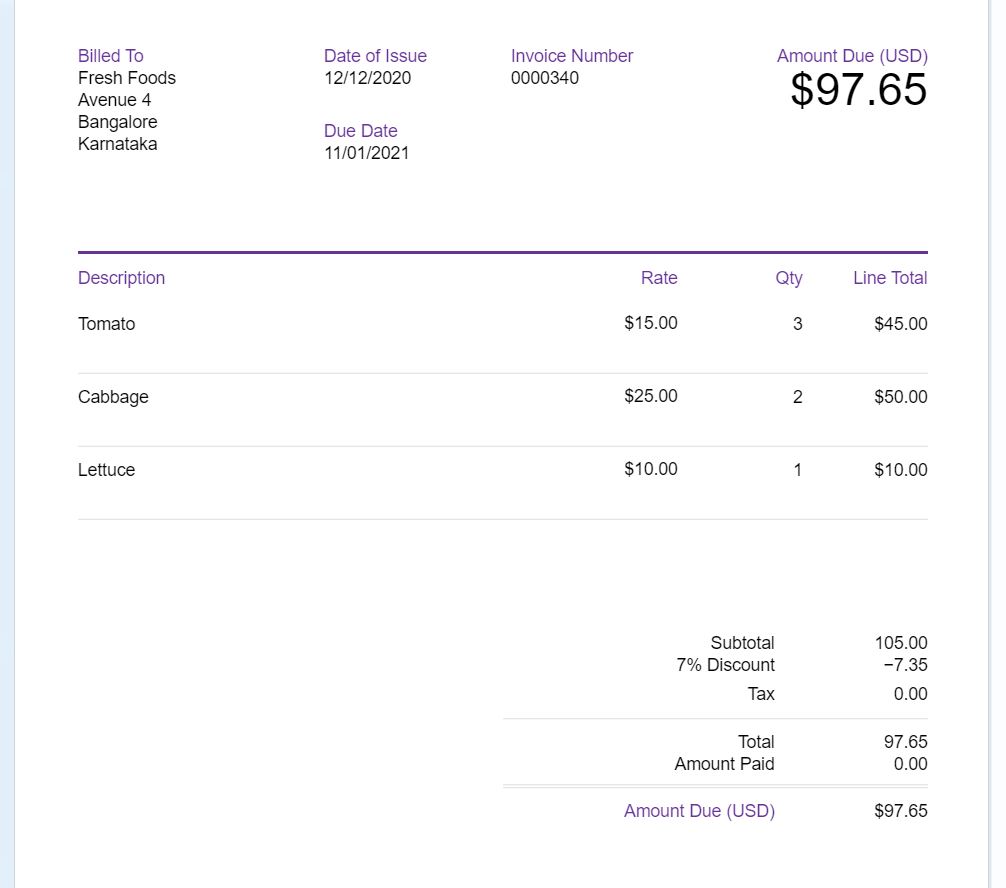 Billed To Date of Issue Invoice Number Amount Due (USD)
Fresh Foods 12/12/2020 0000340 $97.65
Avenue 4
Bangalore Due Date
Karnataka 11/01/2021
Description Rate Qty Line Total
Tomato $15.00 3 $45.00
Cabbage $25.00 2 $50.00
Lettuce $10.00 1 $10.00
Subtotal 105.00
7% Discount −7.35
Tax 0.00
Total 97.65
Amount Paid 0.00
Amount Due (USD) $97.65